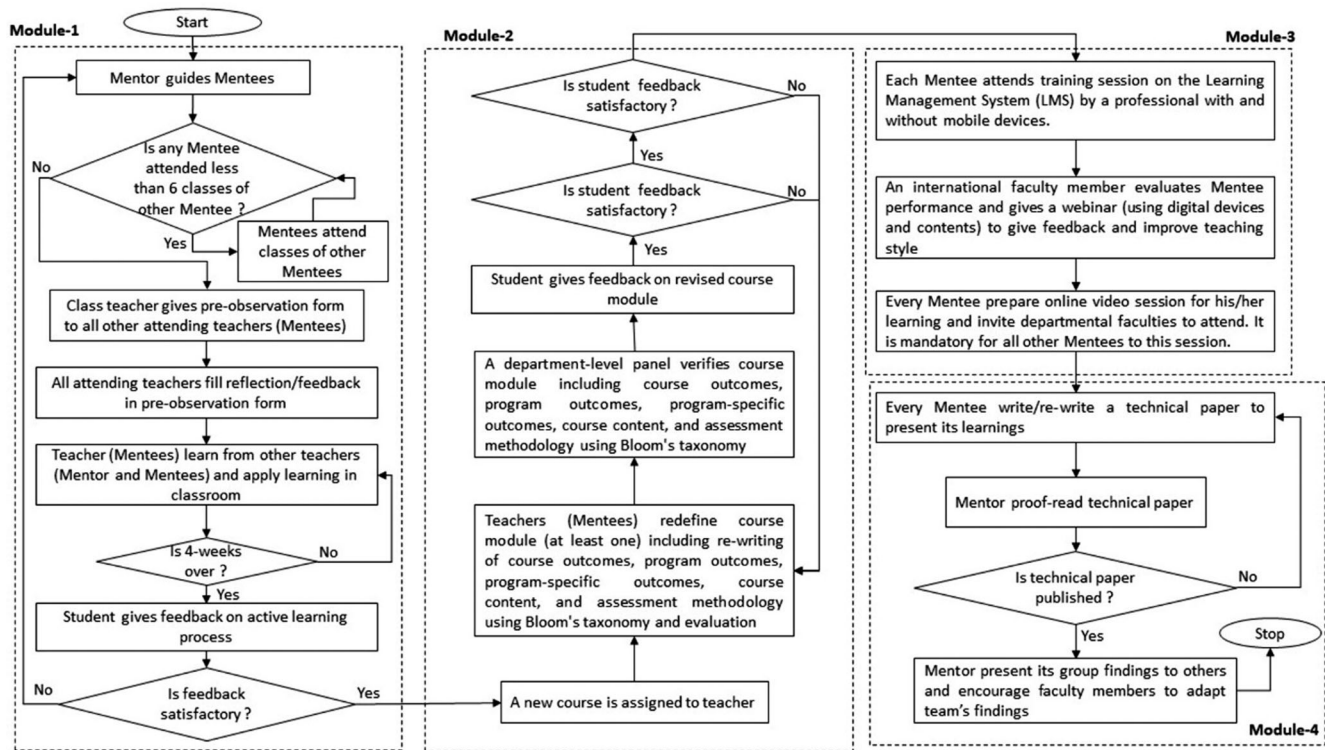 Start
Module-1
Mentor guides Mentees
Is any Mentee
attended less
than 6 classes of
other Mentee ?
No
Yes
Mentees attend
classes of other
Mentees
Class teacher gives pre-observation form
to all other attending teachers (Mentees)
All attending teachers fill reflection/feedback
in pre-observation form
Teacher (Mentees) learn from other teachers
(Mentor and Mentees) and apply learning in
classroom
Is 4-weeks
over ?
No
Yes
Student gives feedback on active learning
process
Is feedback
satisfactory ?
No
Yes
Module-2
Is student feedback
satisfactory ?
No
Yes
Is student feedback
satisfactory ?
No
Yes
Student gives feedback on revised course
module
A department-level panel verifies course
module including course outcomes,
program outcomes, program-specific
outcomes, course content, and assessment
methodology using Bloom's taxonomy
Teachers (Mentees) redefine course
module (at least one) including re-writing
of course outcomes, program outcomes,
program-specific outcomes, course
content, and assessment methodology
using Bloom's taxonomy and evaluation
A new course is assigned to teacher
Module-3
Each Mentee attends training session on the Learning
Management System (LMS) by a professional with and
without mobile devices.
An international faculty member evaluates Mentee
performance and gives a webinar (using digital devices
and contents) to give feedback and improve teaching
style
Every Mentee prepare online video session for his/her
learning and invite departmental faculties to attend. It
is mandatory for all other Mentees to this session.
Every Mentee write/re-write a technical paper to
present its learnings
Mentor proof-read technical paper
Is technical paper
published ?
No
Yes
Stop
Mentor present its group findings to others
and encourage faculty members to adapt
team’s findings
Module-4